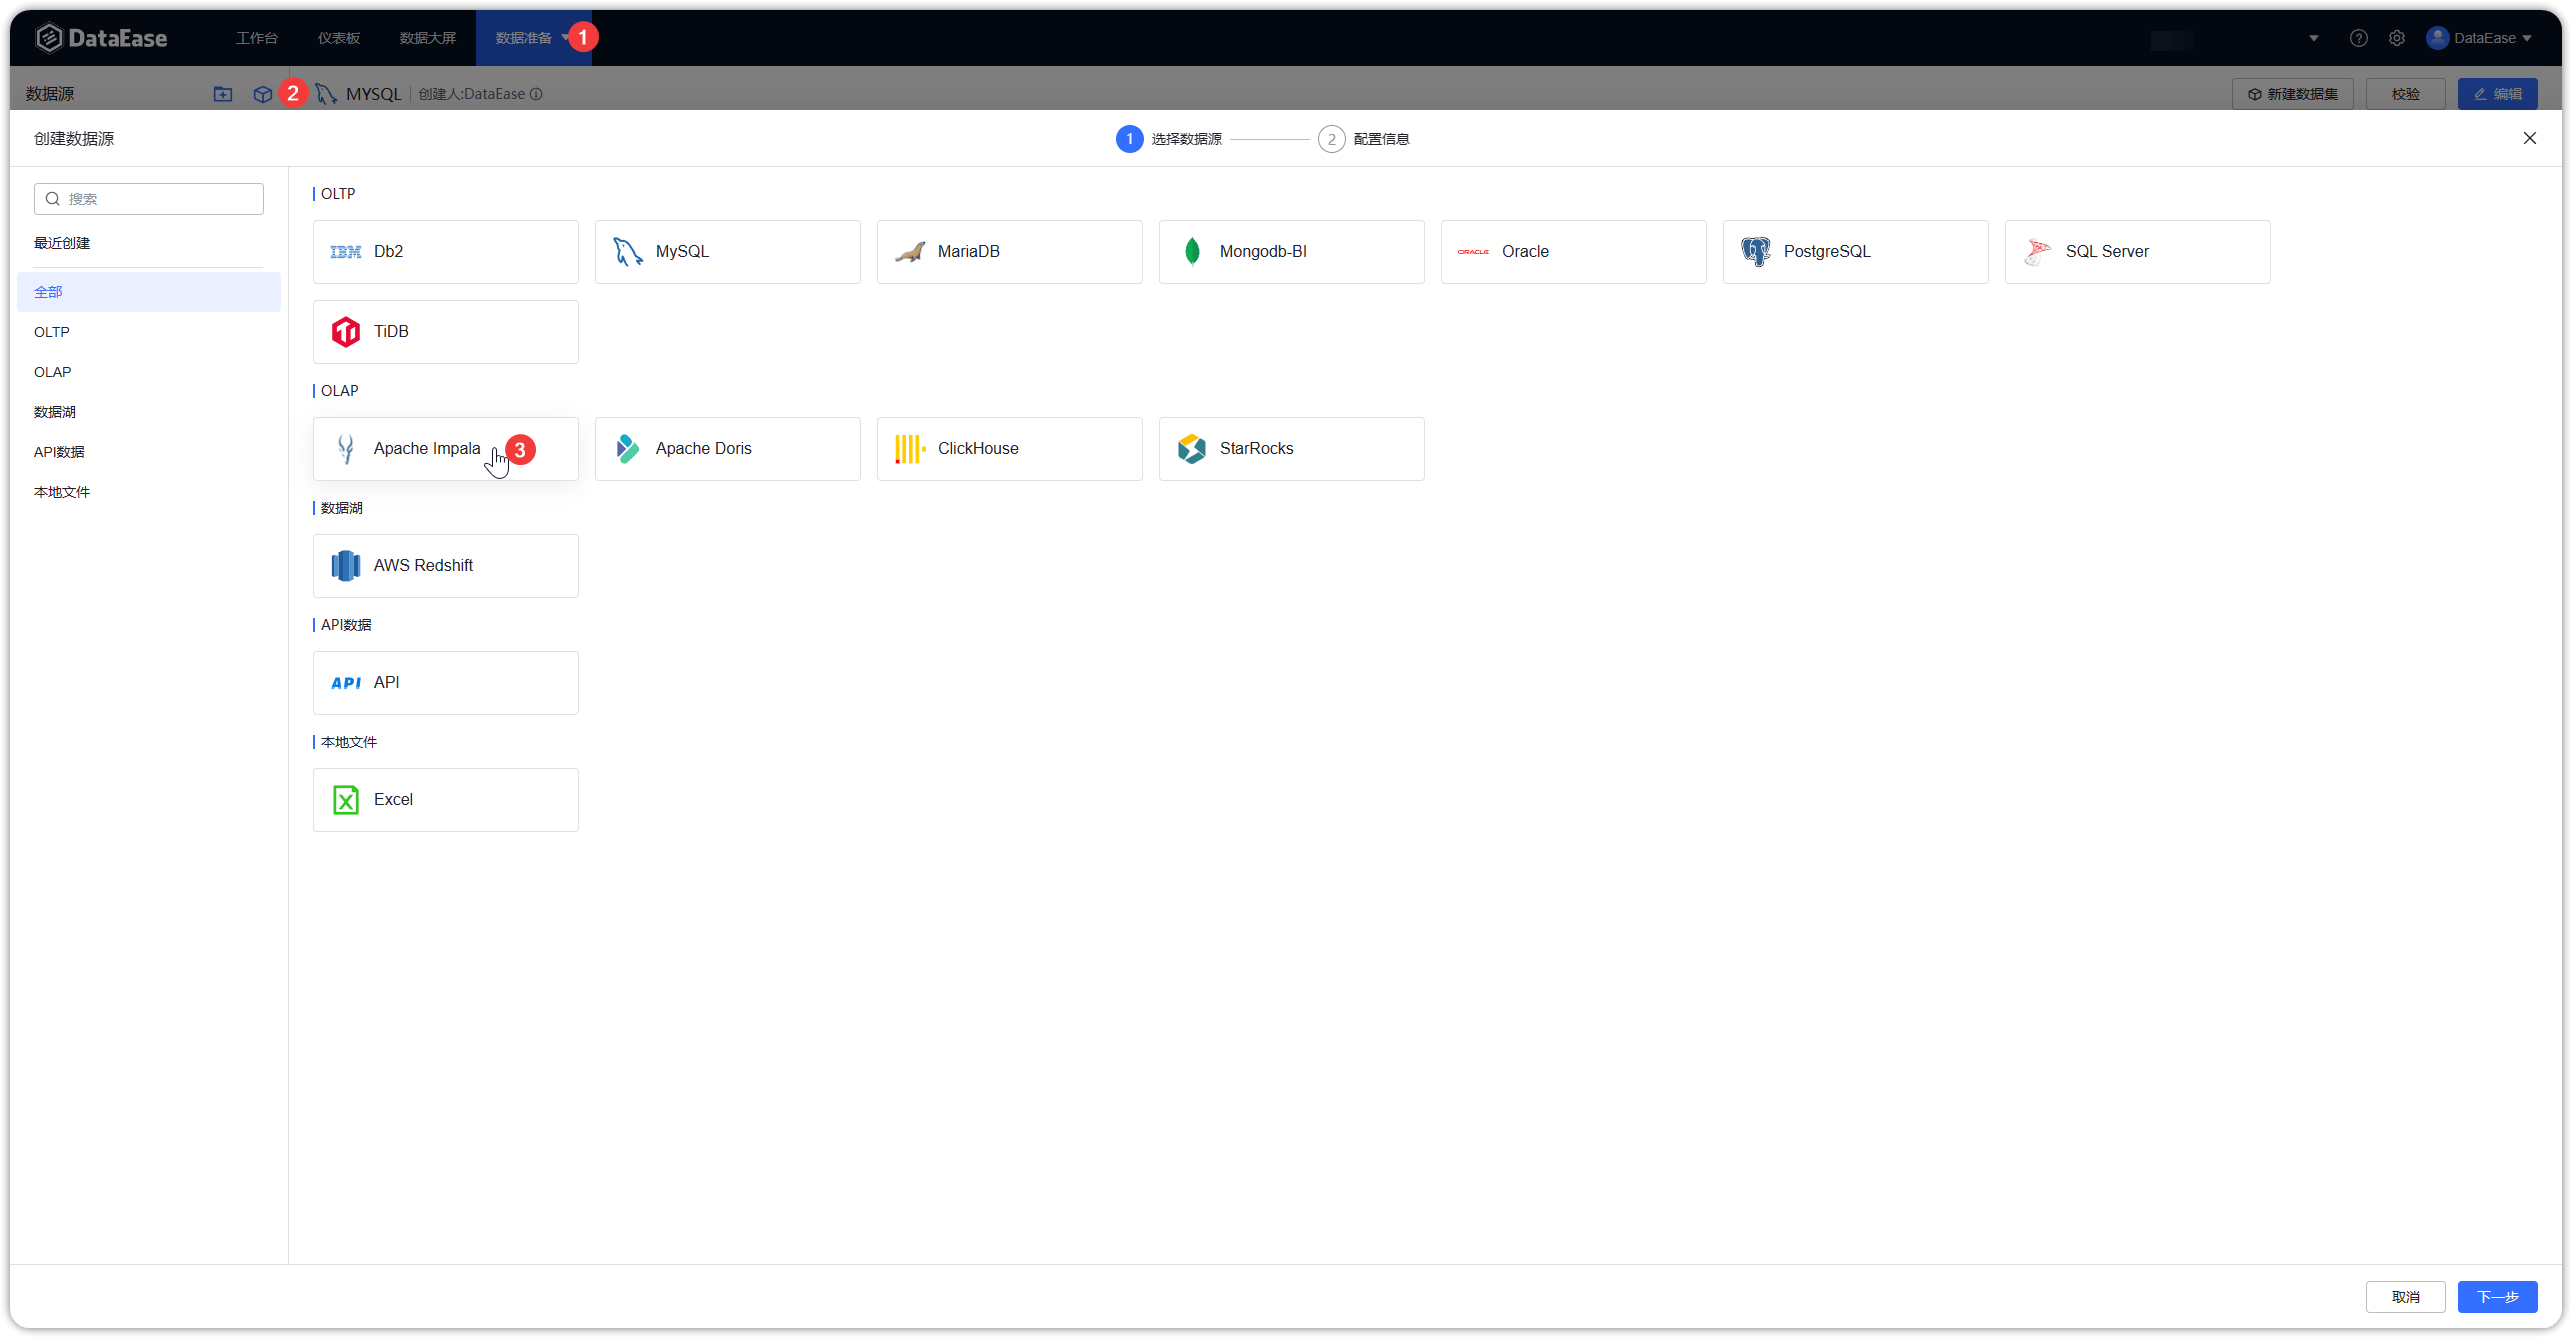 DataEase 工作台 仪表板 数据大屏 数据准备 1 DataEase
数据源 2 MYSQL 创建人:DataEase 新建数据集 校验 编辑
创建数据源 1 选择数据源 2 配置信息
搜索
最近创建
全部
OLTP
OLAP
数据湖
API数据
本地文件
OLTP
IBM Db2 MySQL MariaDB Mongodb-BI ORACLE Oracle PostgreSQL SQL Server
TiDB
OLAP
Apache Impala 3 Apache Doris ClickHouse StarRocks
数据湖
AWS Redshift
API数据
API API
本地文件
Excel
取消 下一步